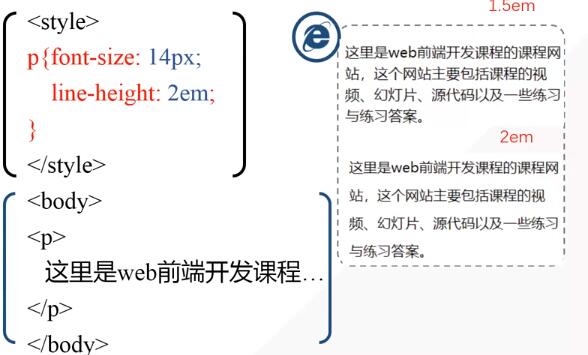 <style>
p{font-size: 14px;
line-height: 2em;
}
</style>
<body>
<p>
这里是web前端开发课程…
</p>
</body>
1.5em
这里是web前端开发课程的课程网
站，这个网站主要包括课程的视
频、幻灯片、源代码以及一些练习
与练习答案。
2em
这里是web前端开发课程的课程网
站，这个网站主要包括课程的视
频、幻灯片、源代码以及一些练习
与练习答案。